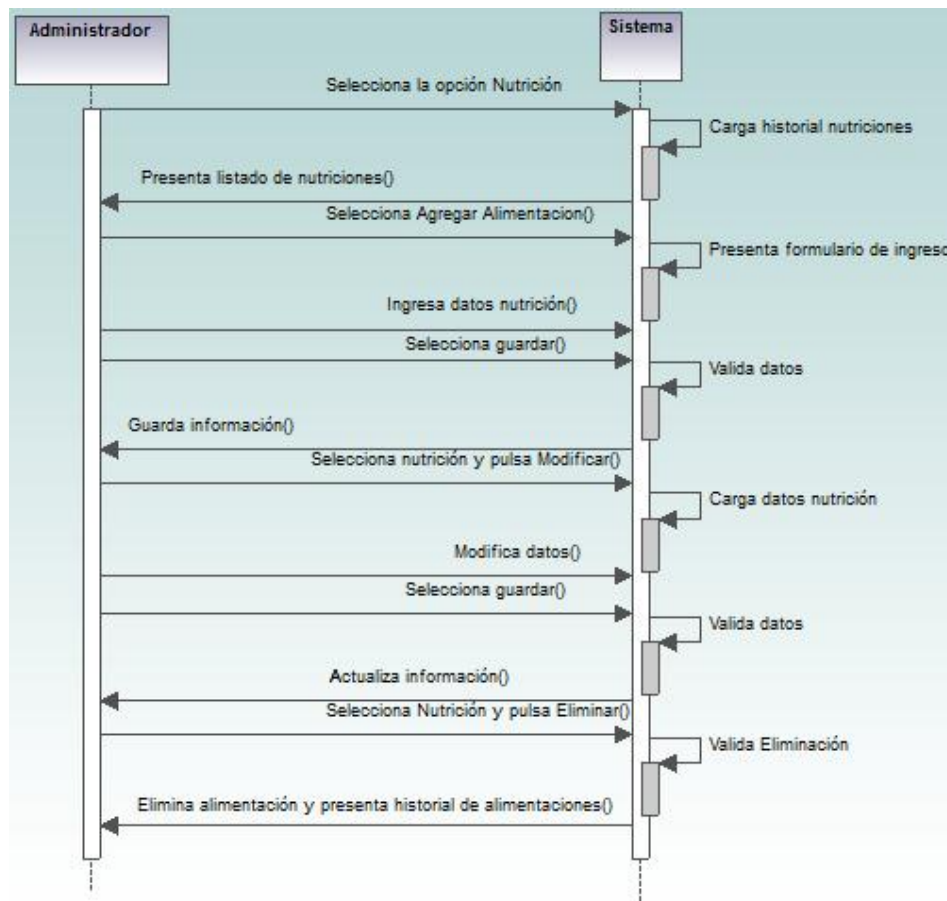 Administrador
Sistema
Selecciona la opción Nutrición
Carga historial nutriciones
Presenta listado de nutriciones()
Selecciona Agregar Alimentacion()
Presenta formulario de ingreso
Ingresa datos nutrición()
Selecciona guardar()
Valida datos
Guarda información()
Selecciona nutrición y pulsa Modificar()
Carga datos nutrición
Modifica datos()
Selecciona guardar()
Valida datos
Actualiza información()
Selecciona Nutrición y pulsa Eliminar()
Valida Eliminación
Elimina alimentación y presenta historial de alimentaciones()